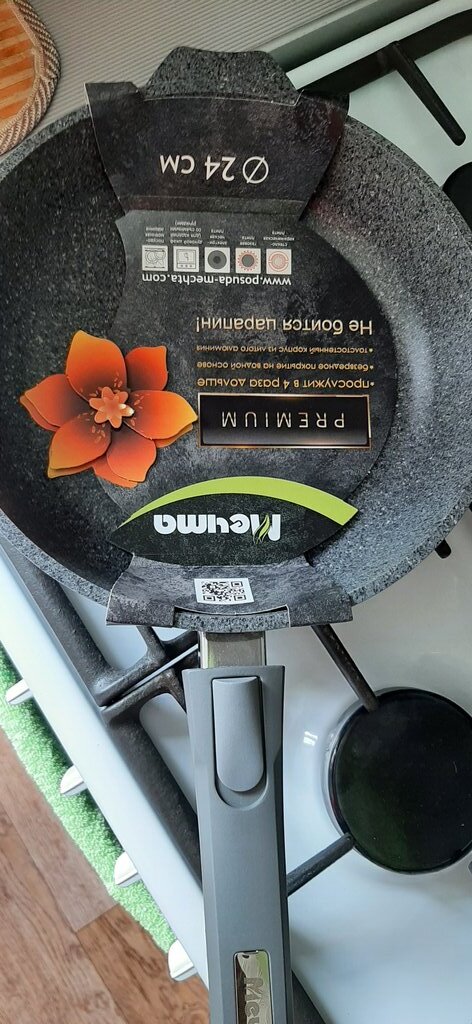 Мечта
PREMIUM
• прослужит в 4 раза дольше
• безвредное покрытие на водной основе
• толстостенный корпус из литого алюминия
Не боится царапин!
www.posuda-mechta.com
Ø 24 СМ